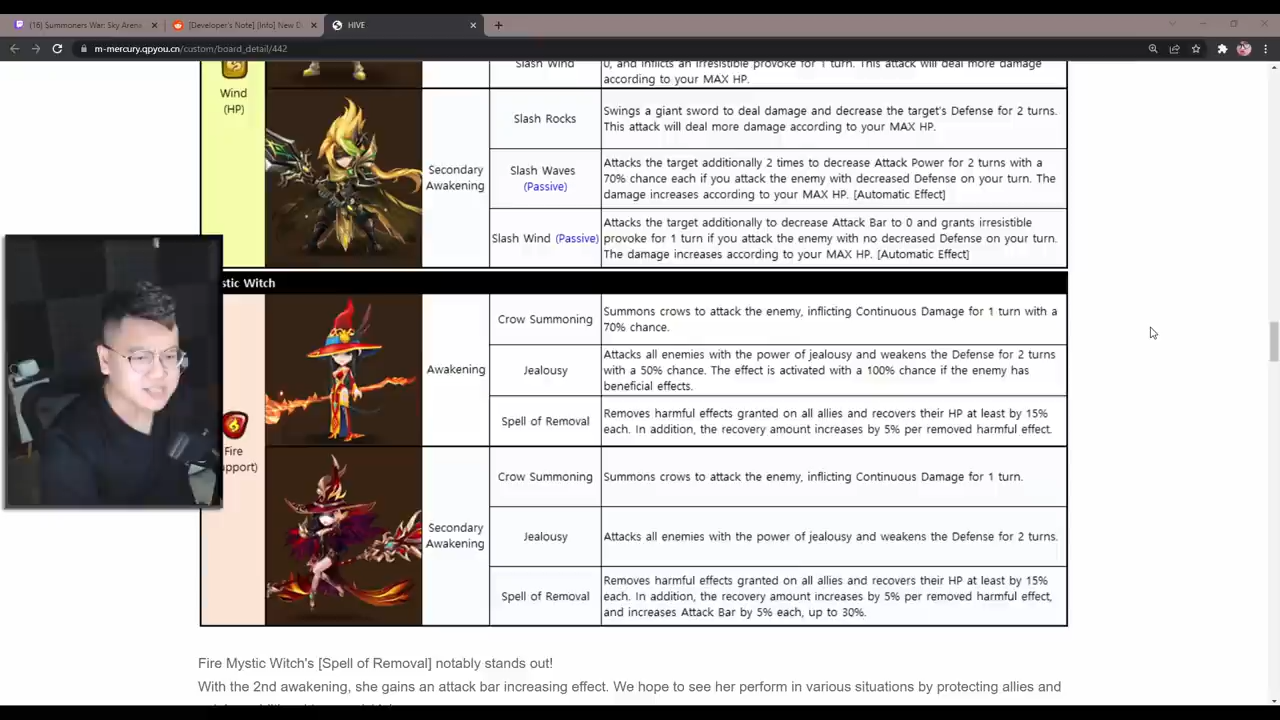 (16) Summoners War: Sky Arena
[Developer's Note] [Info] New D
HIVE
m-mercury.qpyou.cn/custom/board_detail/442
Wind
(HP)
Slash Wind
0, and inflicts an irresistible provoke for 1 turn. This attack will deal more damage
according to your MAX HP.
Secondary
Awakening
Slash Rocks
Swings a giant sword to deal damage and decrease the target's Defense for 2 turns.
This attack will deal more damage according to your MAX HP.
Slash Waves
(Passive)
Attacks the target additionally 2 times to decrease Attack Power for 2 turns with a
70% chance each if you attack the enemy with decreased Defense on your turn. The
damage increases according to your MAX HP. [Automatic Effect]
Slash Wind (Passive)
Attacks the target additionally to decrease Attack Bar to 0 and grants irresistible
provoke for 1 turn if you attack the enemy with no decreased Defense on your turn.
The damage increases according to your MAX HP. [Automatic Effect]
stic Witch
Fire
upport)
Awakening
Crow Summoning
Summons crows to attack the enemy, inflicting Continuous Damage for 1 turn with a
70% chance.
Jealousy
Attacks all enemies with the power of jealousy and weakens the Defense for 2 turns
with a 50% chance. The effect is activated with a 100% chance if the enemy has
beneficial effects.
Spell of Removal
Removes harmful effects granted on all allies and recovers their HP at least by 15%
each. In addition, the recovery amount increases by 5% per removed harmful effect.
Secondary
Awakening
Crow Summoning
Summons crows to attack the enemy, inflicting Continuous Damage for 1 turn.
Jealousy
Attacks all enemies with the power of jealousy and weakens the Defense for 2 turns.
Spell of Removal
Removes harmful effects granted on all allies and recovers their HP at least by 15%
each. In addition, the recovery amount increases by 5% per removed harmful effect,
and increases Attack Bar by 5% each, up to 30%.
Fire Mystic Witch's [Spell of Removal] notably stands out!
With the 2nd awakening, she gains an attack bar increasing effect. We hope to see her perform in various situations by protecting allies and